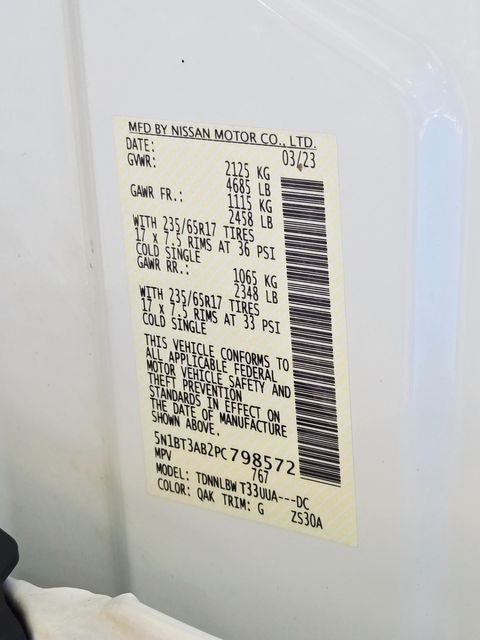 MFD BY NISSAN MOTOR CO., LTD.
DATE: 03/23
GVWR: 2125 KG
4685 LB
GAWR FR.: 1115 KG
2458 LB
WITH 235/65R17 TIRES
17 x 7.5 RIMS AT 36 PSI
COLD SINGLE
GAWR RR.: 1065 KG
2348 LB
WITH 235/65R17 TIRES
17 x 7.5 RIMS AT 33 PSI
COLD SINGLE
THIS VEHICLE CONFORMS TO
ALL APPLICABLE FEDERAL
MOTOR VEHICLE SAFETY AND
THEFT PREVENTION
STANDARDS IN EFFECT ON
THE DATE OF MANUFACTURE
SHOWN ABOVE.
5N1BT3AB2PC798572
MPV 767
MODEL: TDNNLBW T33UUA---DC
COLOR: QAK TRIM: G ZS30A